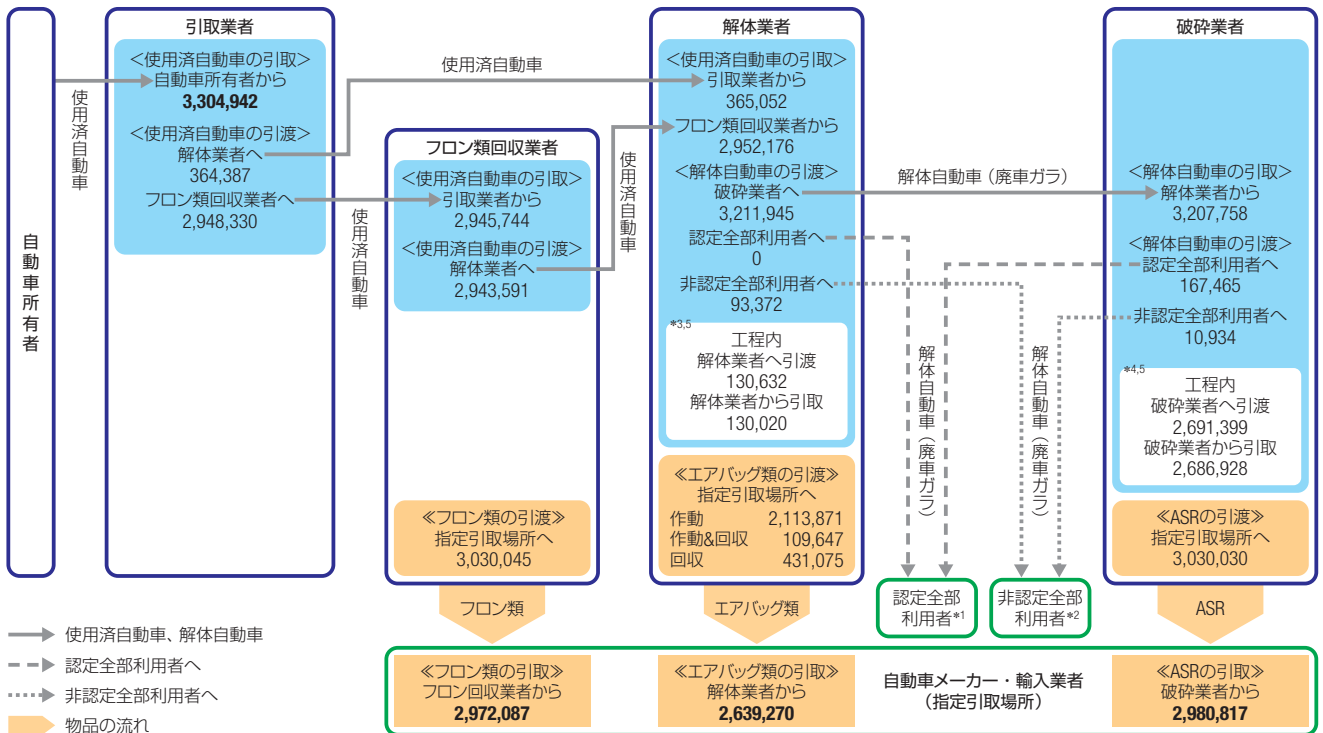 自動車所有者
使用済自動車
引取業者
＜使用済自動車の引取＞
自動車所有者から
3,304,942
＜使用済自動車の引渡＞
解体業者へ
364,387
フロン類回収業者へ
2,948,330
使用済自動車
使用済自動車
フロン類回収業者
＜使用済自動車の引取＞
引取業者から
2,945,744
＜使用済自動車の引渡＞
解体業者へ
2,943,591
≪フロン類の引渡≫
指定引取場所へ
3,030,045
使用済自動車
解体業者
＜使用済自動車の引取＞
引取業者から
365,052
フロン類回収業者から
2,952,176
＜解体自動車の引渡＞
破砕業者へ
3,211,945
認定全部利用者へ
0
非認定全部利用者へ
93,372
*3,5
工程内
解体業者へ引渡
130,632
解体業者から引取
130,020
≪エアバッグ類の引渡≫
指定引取場所へ
作動 2,113,871
作動&回収 109,647
回収 431,075
解体自動車（廃車ガラ）
解体自動車（廃車ガラ）
解体自動車（廃車ガラ）
破砕業者
＜解体自動車の引取＞
解体業者から
3,207,758
＜解体自動車の引渡＞
認定全部利用者へ
167,465
非認定全部利用者へ
10,934
*4,5
工程内
破砕業者へ引渡
2,691,399
破砕業者から引取
2,686,928
≪ASRの引渡≫
指定引取場所へ
3,030,030
フロン類
エアバッグ類
認定全部
利用者*1
非認定全部
利用者*2
ASR
使用済自動車、解体自動車
認定全部利用者へ
非認定全部利用者へ
物品の流れ
≪フロン類の引取≫
フロン回収業者から
2,972,087
≪エアバッグ類の引取≫
解体業者から
2,639,270
自動車メーカー・輸入業者
（指定引取場所）
≪ASRの引取≫
破砕業者から
2,980,817